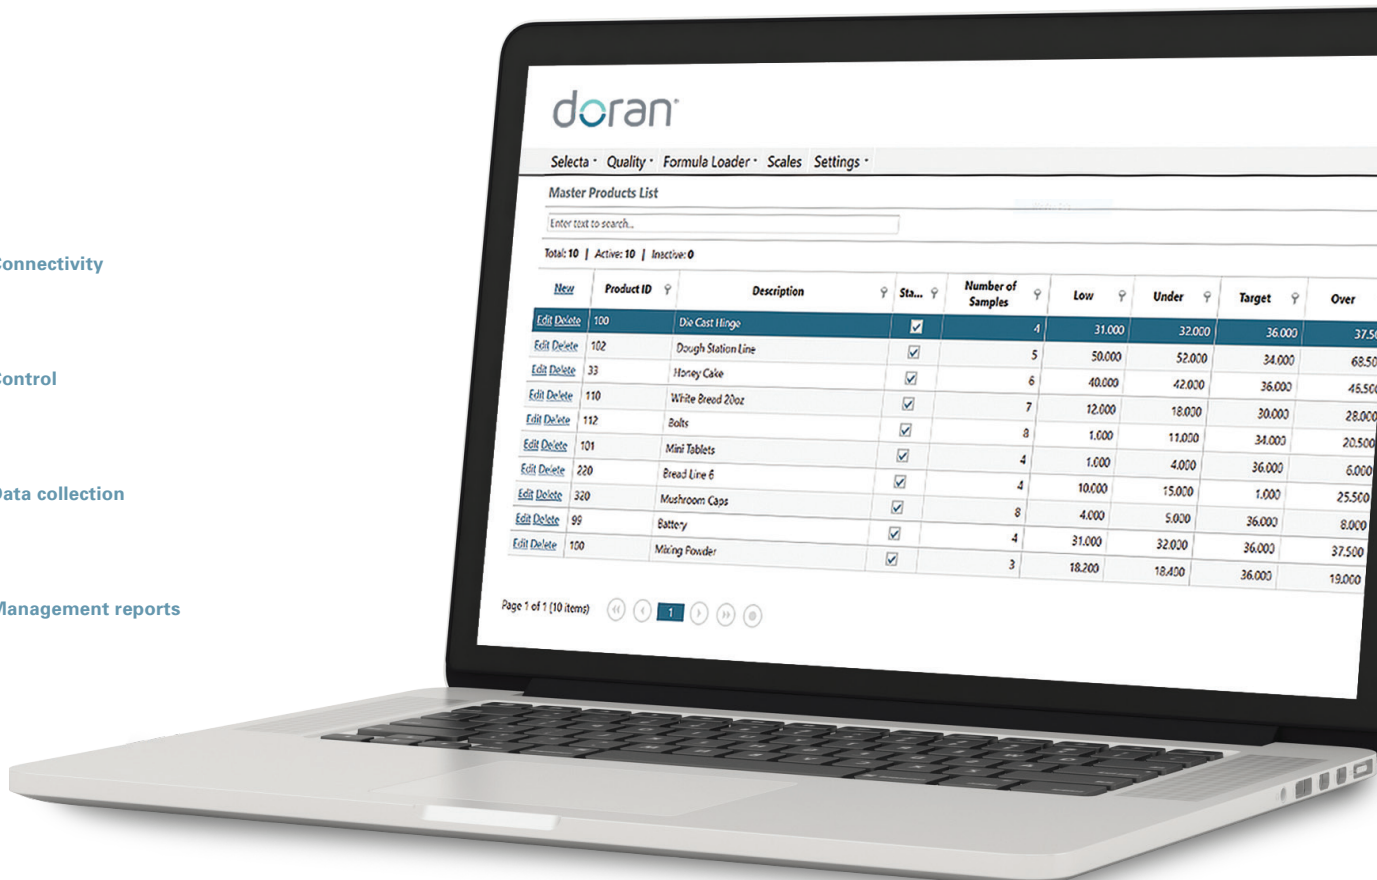 doran
Selecta Quality Formula Loader Scales Settings
Master Products List
Enter text to search...
Total: 10 | Active: 10 | Inactive: 0
New Product ID Description Sta... Number of Samples Low Under Target Over
Edit Delete 100 Die Cast Hinge 4 31.000 32.000 36.000 37.50
Edit Delete 102 Dough Station Line 5 50.000 52.000 34.000 68.50
Edit Delete 33 Honey Cake 6 40.000 42.000 36.000 46.500
Edit Delete 110 White Bread 20oz 7 12.000 18.000 30.000 28.000
Edit Delete 112 Bolts 8 1.000 11.000 34.000 20.500
Edit Delete 101 Mini Tablets 4 1.000 4.000 36.000 6.000
Edit Delete 220 Bread Line 6 4 10.000 15.000 1.000 25.500
Edit Delete 320 Mushroom Caps 8 4.000 5.000 36.000 8.000
Edit Delete 99 Battery 4 31.000 32.000 36.000 37.500
Edit Delete 100 Mixing Powder 3 18.200 18.400 36.000 19.000
Page 1 of 1 (10 items) 1
Connectivity
Control
Data collection
Management reports